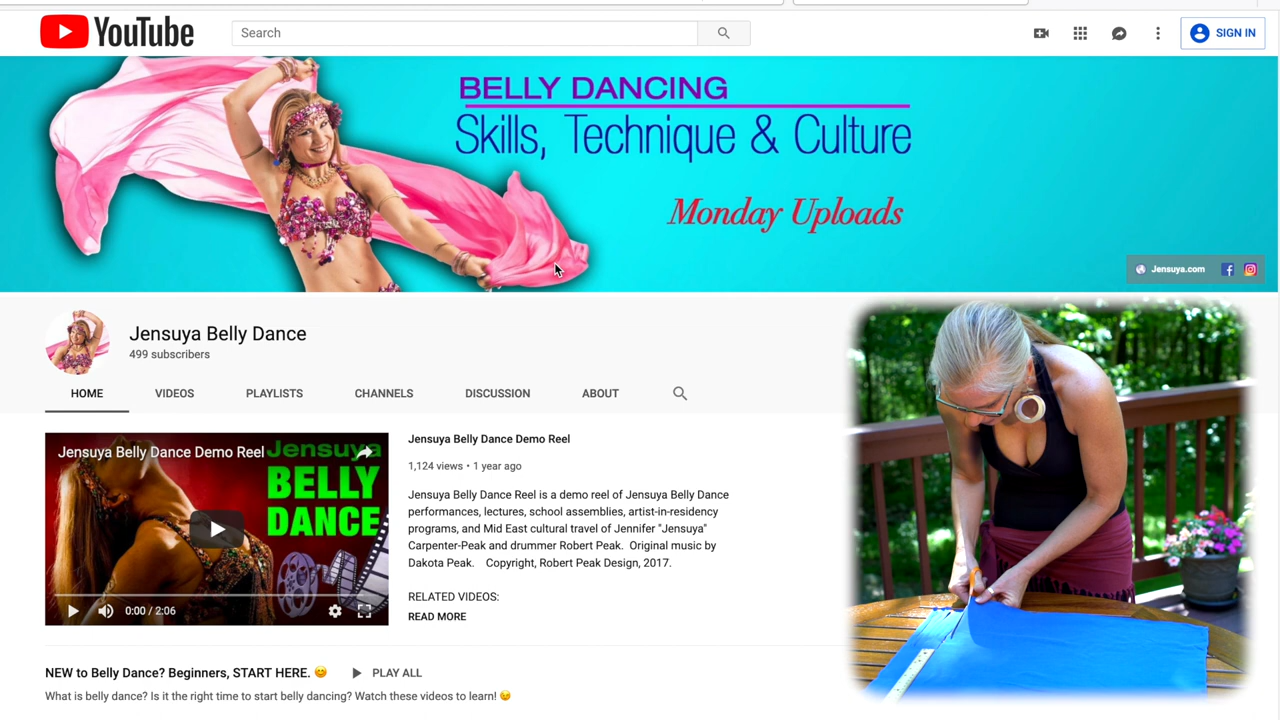 YouTube
Search
SIGN IN
BELLY DANCING
Skills, Technique & Culture
Monday Uploads
Jensuya.com
Jensuya Belly Dance
499 subscribers
HOME VIDEOS PLAYLISTS CHANNELS DISCUSSION ABOUT
Jensuya Belly Dance Demo Reel
Jensuya
BELLY
DANCE
0:00 / 2:06
Jensuya Belly Dance Demo Reel
1,124 views • 1 year ago
Jensuya Belly Dance Reel is a demo reel of Jensuya Belly Dance
performances, lectures, school assemblies, artist-in-residency
programs, and Mid East cultural travel of Jennifer "Jensuya"
Carpenter-Peak and drummer Robert Peak. Original music by
Dakota Peak. Copyright, Robert Peak Design, 2017.
RELATED VIDEOS:
READ MORE
NEW to Belly Dance? Beginners, START HERE. 😊 PLAY ALL
What is belly dance? Is it the right time to start belly dancing? Watch these videos to learn! 😉